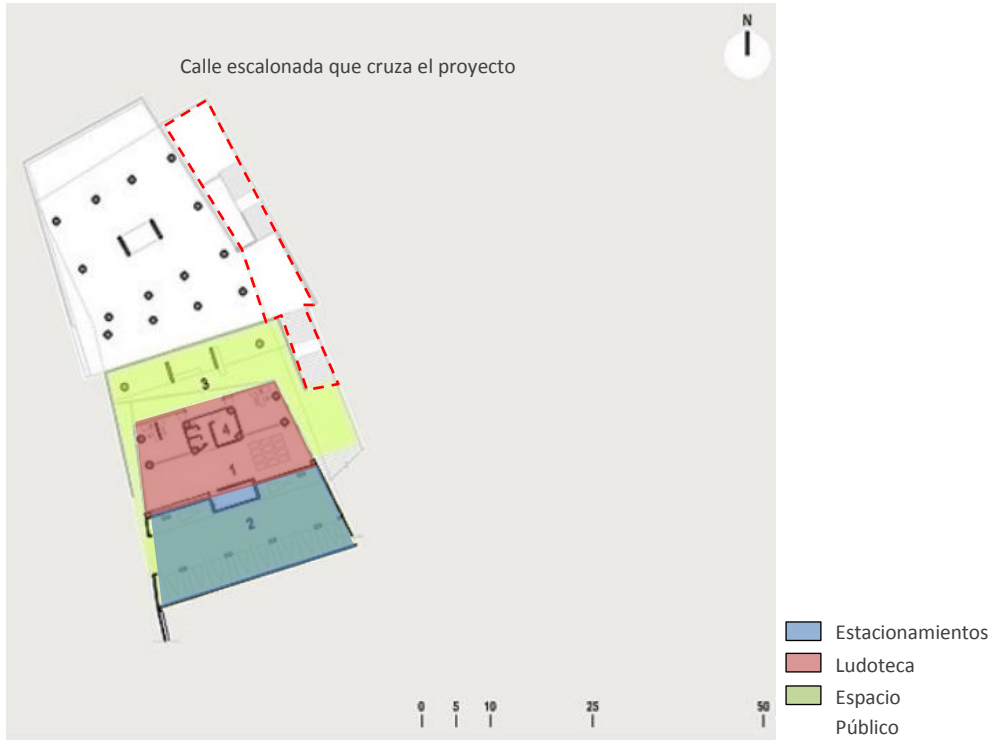 N
Calle escalonada que cruza el proyecto
3
4
1
2
Estacionamientos
Ludoteca
Espacio
Público
0 5 10 25 50